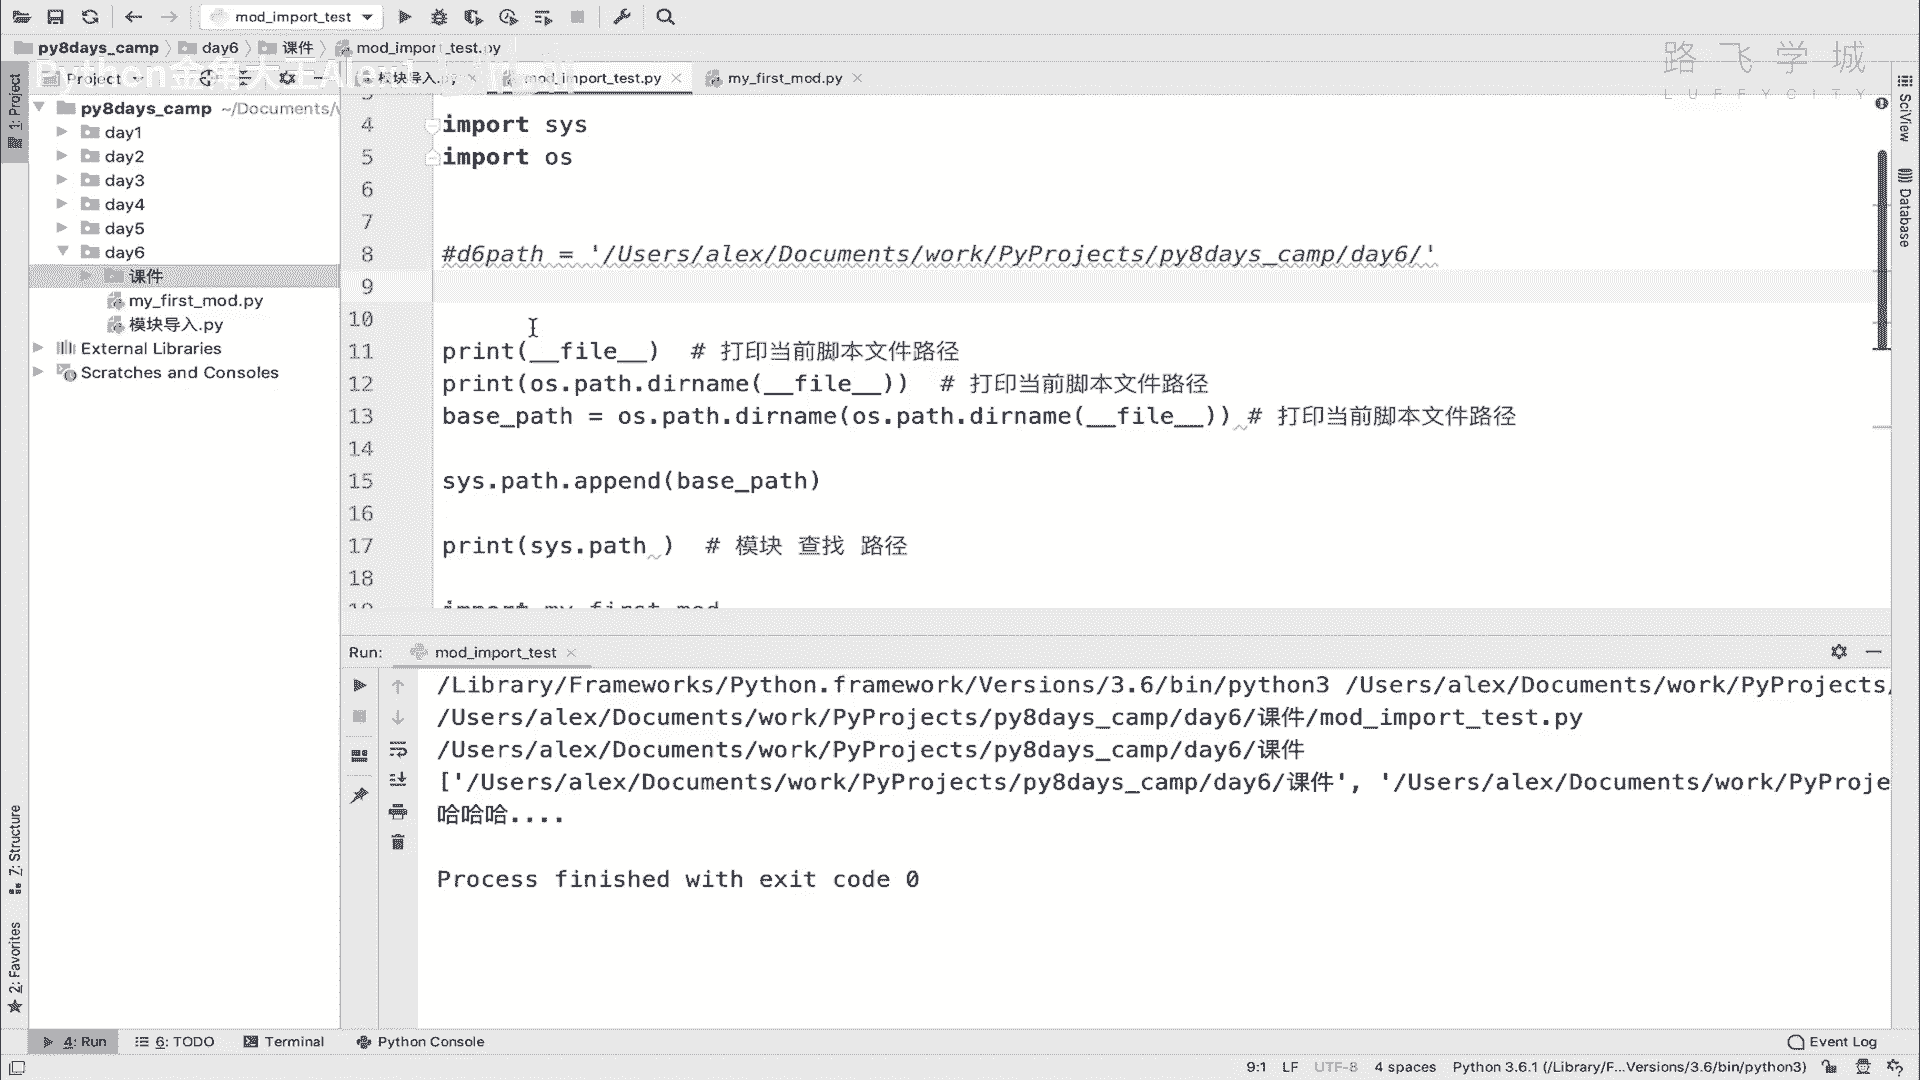 mod_import_test
py8days_camp day6 课件 mod_import_test.py
路飞学城
LUFFYCITY
Python金角大王Alex1
Project
模块导入.py mod_import_test.py my_first_mod.py
1: Project
py8days_camp ~/Documents/
day1
day2
day3
day4
day5
day6
课件
my_first_mod.py
模块导入.py
External Libraries
Scratches and Consoles
4 import sys
5 import os
6
7
8 #d6path = '/Users/alex/Documents/work/PyProjects/py8days_camp/day6/'
9
10
11 print(__file__) # 打印当前脚本文件路径
12 print(os.path.dirname(__file__)) # 打印当前脚本文件路径
13 base_path = os.path.dirname(os.path.dirname(__file__)) # 打印当前脚本文件路径
14
15 sys.path.append(base_path)
16
17 print(sys.path ) # 模块 查找 路径
18
19 import my_first_mod
SciView
Database
Run: mod_import_test
/Library/Frameworks/Python.framework/Versions/3.6/bin/python3 /Users/alex/Documents/work/PyProjects/
/Users/alex/Documents/work/PyProjects/py8days_camp/day6/课件/mod_import_test.py
/Users/alex/Documents/work/PyProjects/py8days_camp/day6/课件
['/Users/alex/Documents/work/PyProjects/py8days_camp/day6/课件', '/Users/alex/Documents/work/PyProje
哈哈哈....
Process finished with exit code 0
7: Structure
2: Favorites
4: Run 6: TODO Terminal Python Console Event Log
9:1 LF UTF-8 4 spaces Python 3.6.1 (/Library/F...Versions/3.6/bin/python3)